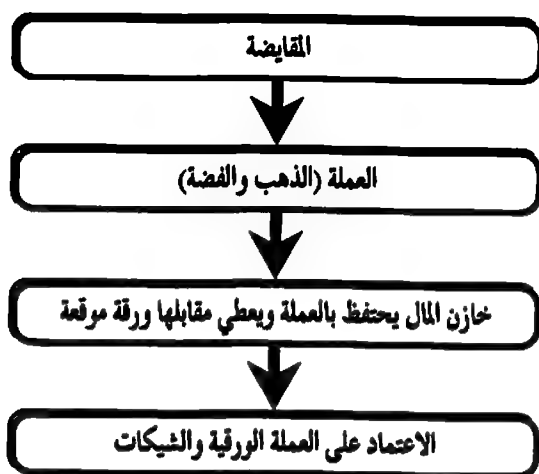 المقايضة
العملة (الذهب والفضة)
خازن المال يحتفظ بالعملة ويعطي مقابلها ورقة موقعة
الاعتماد على العملة الورقية والشيكات